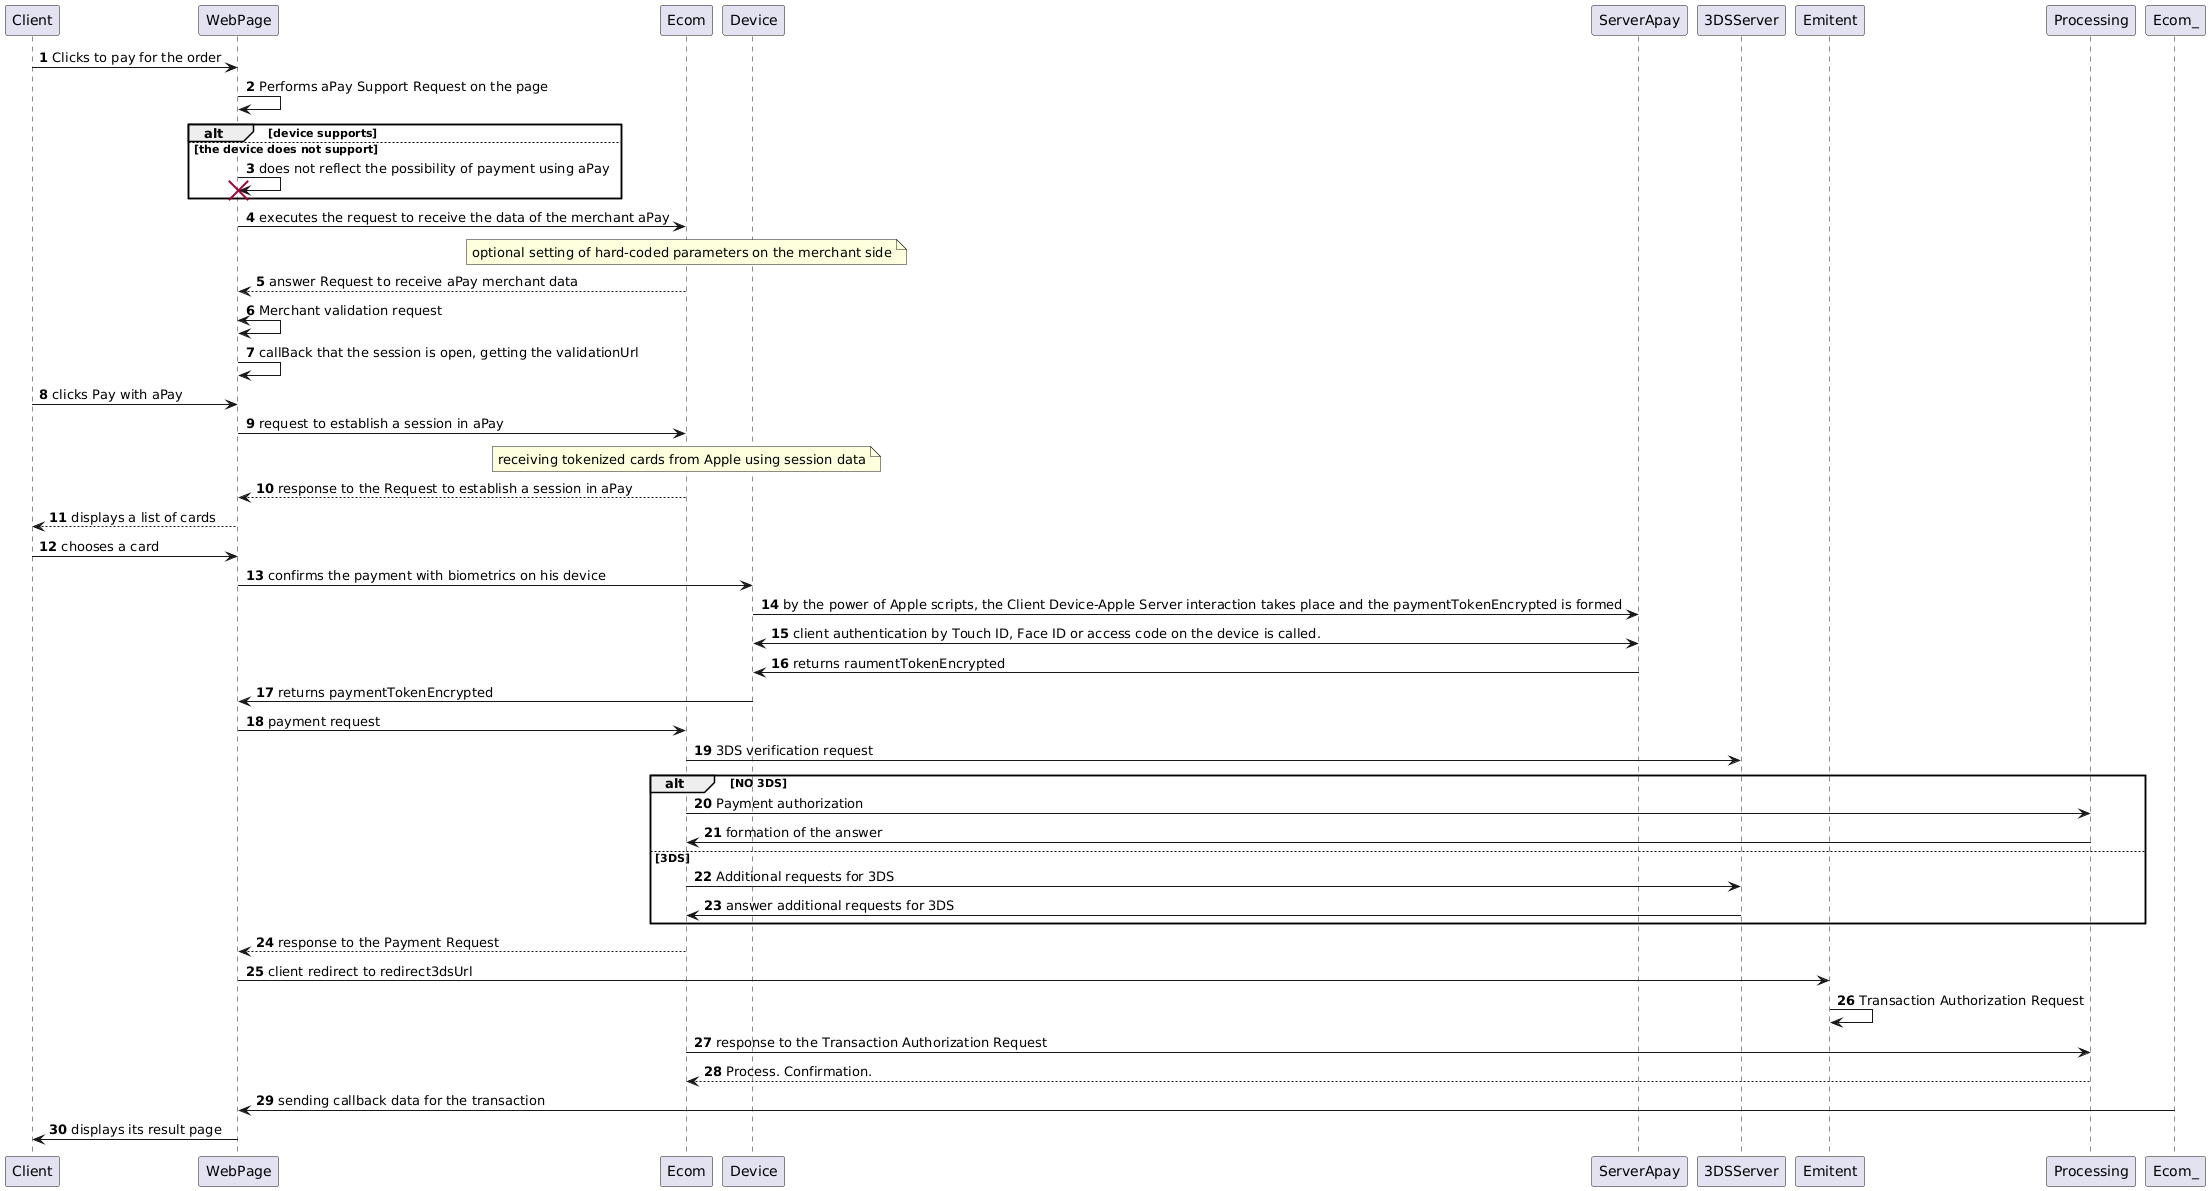 Client WebPage Ecom Device ServerApay 3DSServer Emitent Processing Ecom_
1 Clicks to pay for the order
2 Performs aPay Support Request on the page
alt [device supports]
[the device does not support]
3 does not reflect the possibility of payment using aPay
4 executes the request to receive the data of the merchant aPay
optional setting of hard-coded parameters on the merchant side
5 answer Request to receive aPay merchant data
6 Merchant validation request
7 callBack that the session is open, getting the validationUrl
8 clicks Pay with aPay
9 request to establish a session in aPay
receiving tokenized cards from Apple using session data
10 response to the Request to establish a session in aPay
11 displays a list of cards
12 chooses a card
13 confirms the payment with biometrics on his device
14 by the power of Apple scripts, the Client Device-Apple Server interaction takes place and the paymentTokenEncrypted is formed
15 client authentication by Touch ID, Face ID or access code on the device is called.
16 returns raumentTokenEncrypted
17 returns paymentTokenEncrypted
18 payment request
19 3DS verification request
alt [NO 3DS]
20 Payment authorization
21 formation of the answer
[3DS]
22 Additional requests for 3DS
23 answer additional requests for 3DS
24 response to the Payment Request
25 client redirect to redirect3dsUrl
26 Transaction Authorization Request
27 response to the Transaction Authorization Request
28 Process. Confirmation.
29 sending callback data for the transaction
30 displays its result page
Client WebPage Ecom Device ServerApay 3DSServer Emitent Processing Ecom_